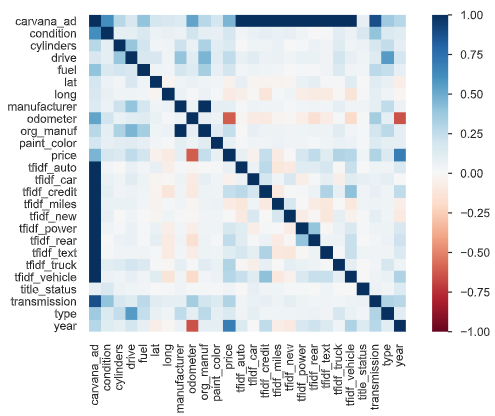 carvana_ad
condition
cylinders
drive
fuel
lat
long
manufacturer
odometer
org_manuf
paint_color
price
tfidf_auto
tfidf_car
tfidf_credit
tfidf_miles
tfidf_new
tfidf_power
tfidf_rear
tfidf_text
tfidf_truck
tfidf_vehicle
title_status
transmission
type
year
carvana_ad
condition
cylinders
drive
fuel
lat
long
manufacturer
odometer
org_manuf
paint_color
price
tfidf_auto
tfidf_car
tfidf_credit
tfidf_miles
tfidf_new
tfidf_power
tfidf_rear
tfidf_text
tfidf_truck
tfidf_vehicle
title_status
transmission
type
year
1.00
0.75
0.50
0.25
0.00
−0.25
−0.50
−0.75
−1.00